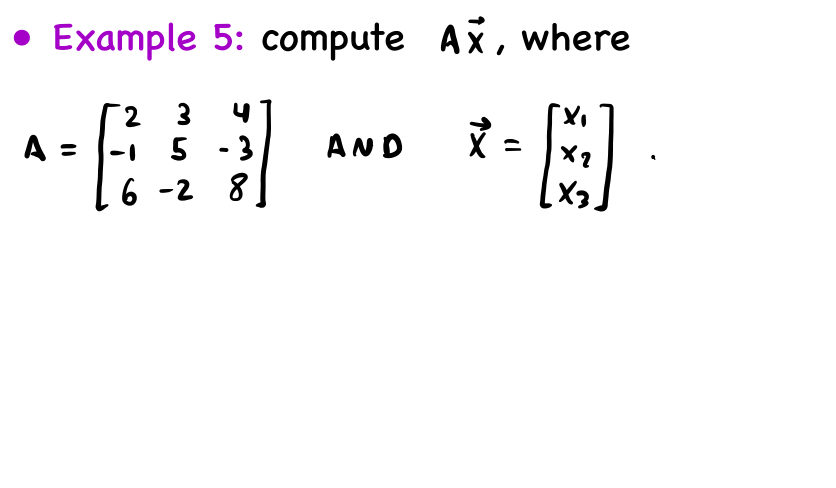 • Example 5: compute A x⃗ , where
A = [ 2 3 4 ] AND x⃗ = [ x₁ ] .
[ -1 5 -3 ] [ x₂ ]
[ 6 -2 8 ] [ x₃ ]